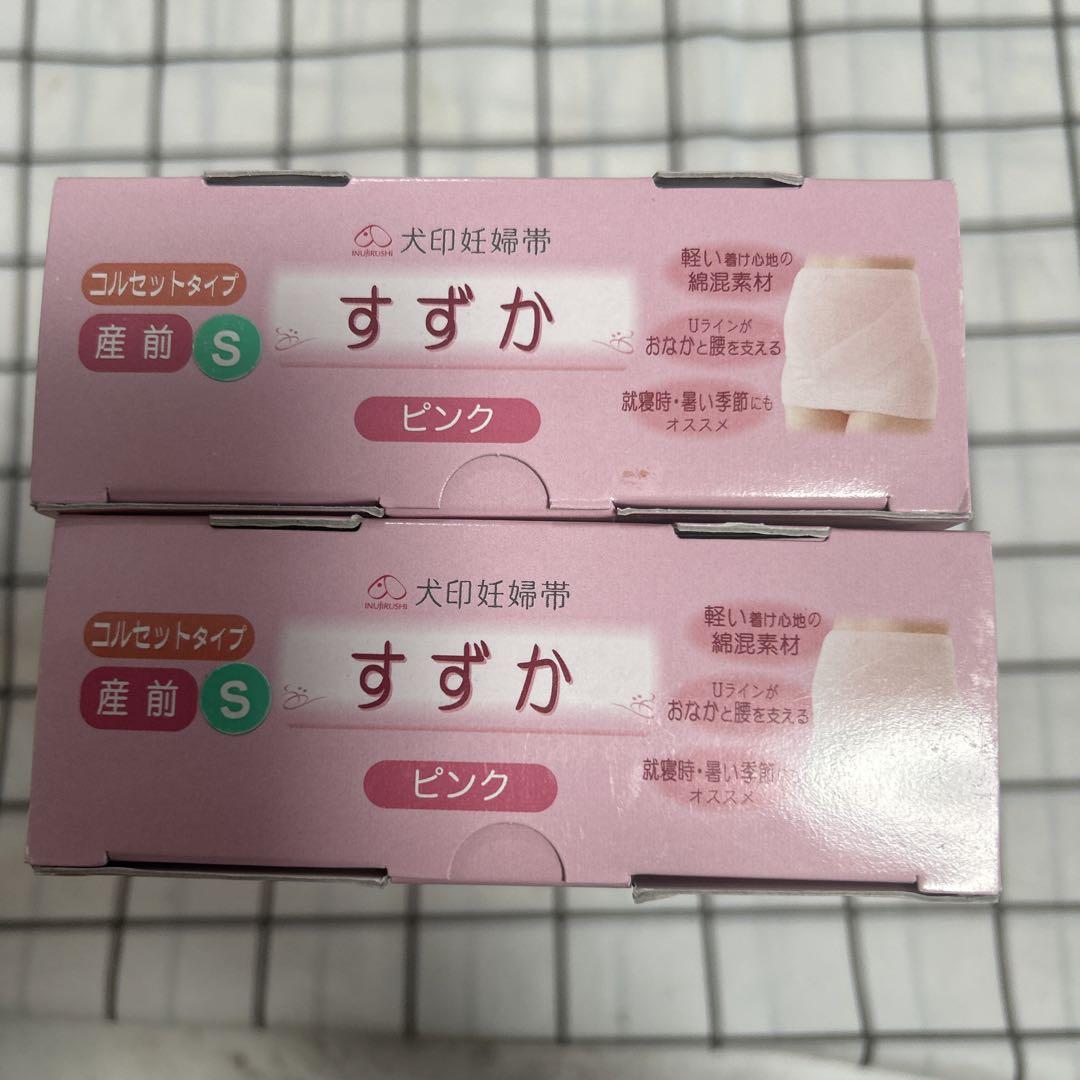 INUJIRUSHI 犬印妊婦帯
コルセットタイプ
産前 S
すずか
ピンク
軽い着け心地の
綿混素材
Uラインが
おなかと腰を支える
就寝時・暑い季節にも
オススメ
INUJIRUSHI 犬印妊婦帯
コルセットタイプ
産前 S
すずか
ピンク
軽い着け心地の
綿混素材
Uラインが
おなかと腰を支える
就寝時・暑い季節
オススメ